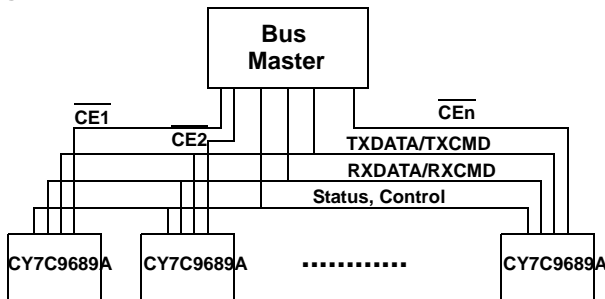 Bus
Master
CE1
CE2
CEn
TXDATA/TXCMD
RXDATA/RXCMD
Status, Control
CY7C9689A
CY7C9689A
............
CY7C9689A